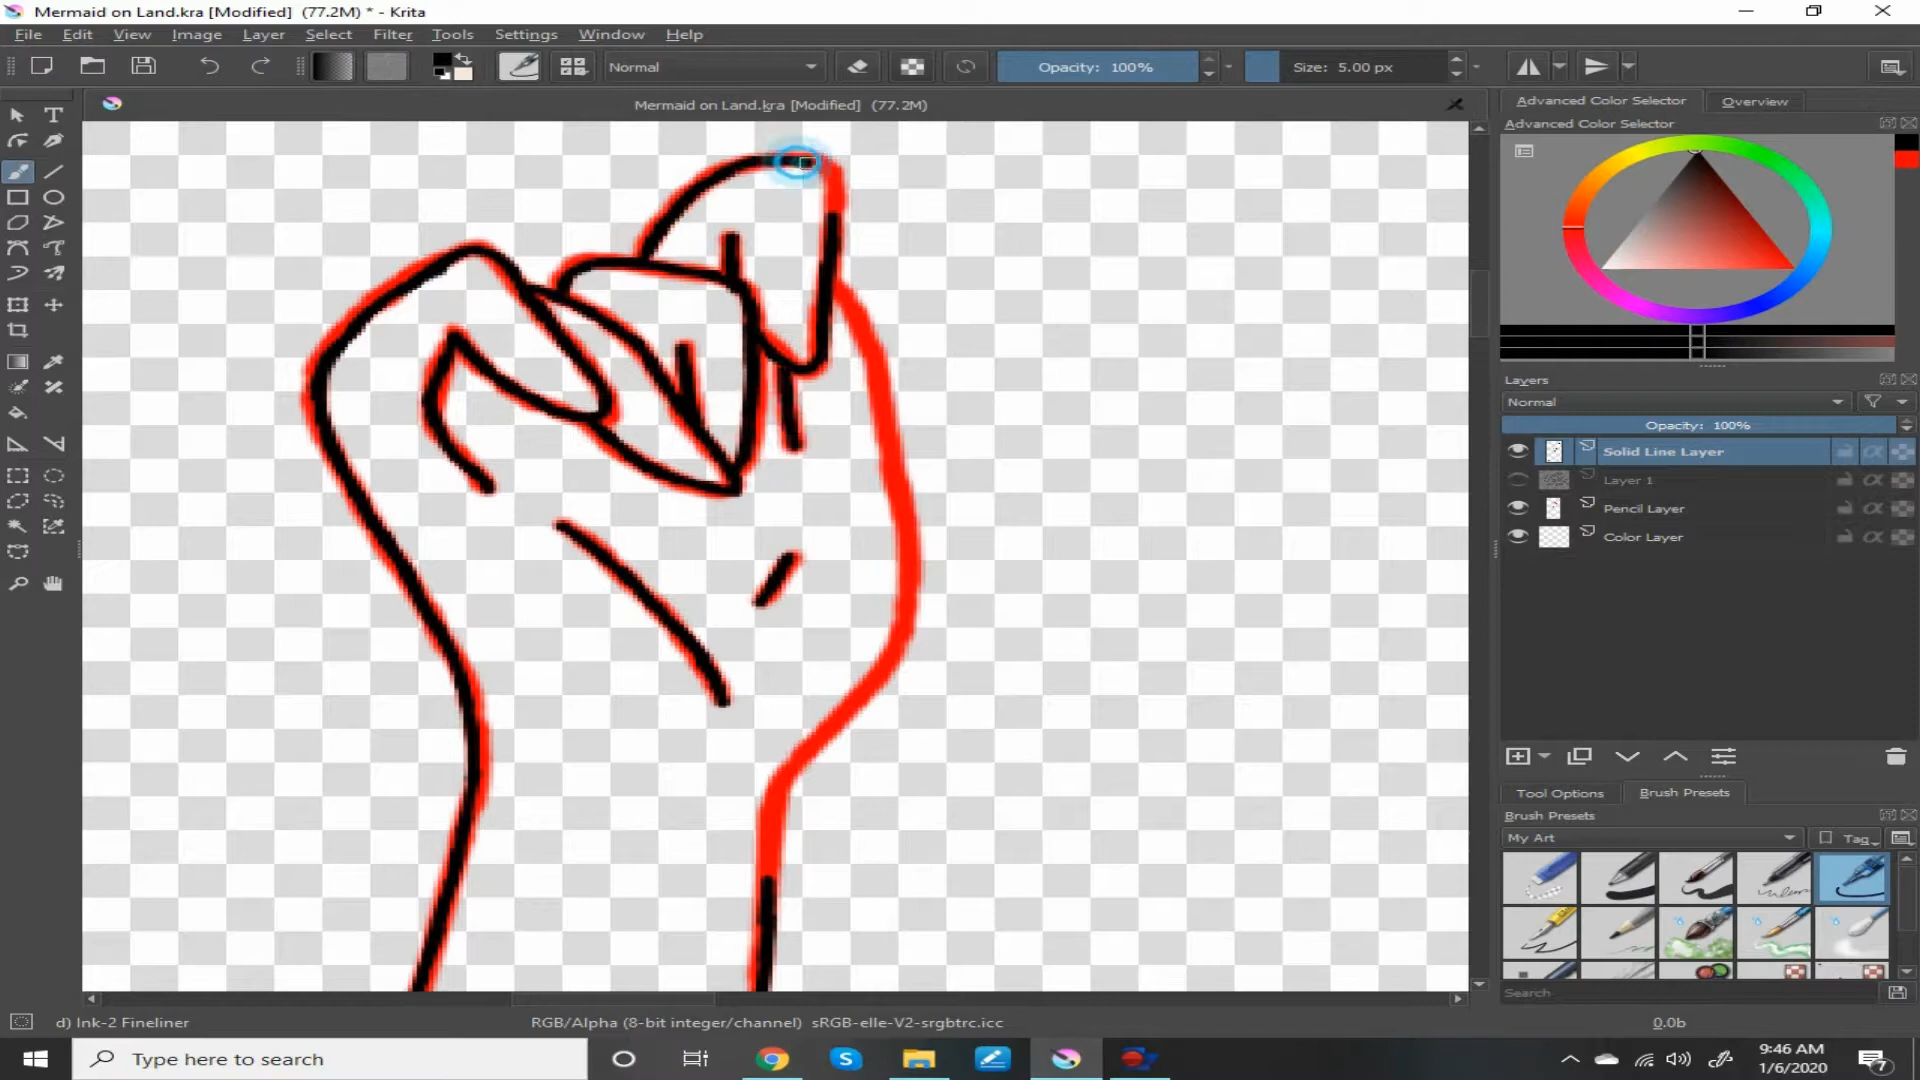 Mermaid on Land.kra [Modified] (77.2M) * - Krita
File Edit View Image Layer Select Filter Tools Settings Window Help
Normal Opacity: 100% Size: 5.00 px
Mermaid on Land.kra [Modified] (77.2M)
Advanced Color Selector Overview
Advanced Color Selector
Layers
Normal
Opacity: 100%
Solid Line Layer
Layer 1
Pencil Layer
Color Layer
Tool Options Brush Presets
Brush Presets
My Art Tag
Search
d) Ink-2 Fineliner RGB/Alpha (8-bit integer/channel) sRGB-elle-V2-srgbtrc.icc 0.0b
Type here to search
9:46 AM
1/6/2020
7